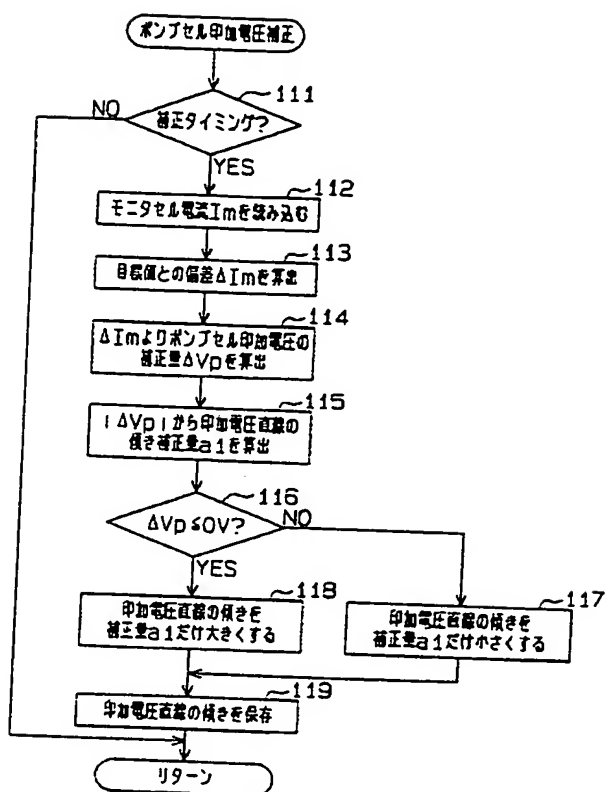 ポンプセル印加電圧補正
111
補正タイミング?
NO
YES
112
モニタセル電流Imを読み込む
113
目標値との偏差ΔImを算出
114
ΔImよりポンプセル印加電圧の
補正量ΔVpを算出
115
|ΔVp|から印加電圧直線の
傾き補正量a1を算出
116
ΔVp≦0V?
NO
YES
118
印加電圧直線の傾きを
補正量a1だけ大きくする
117
印加電圧直線の傾きを
補正量a1だけ小さくする
119
印加電圧直線の傾きを保存
リターン